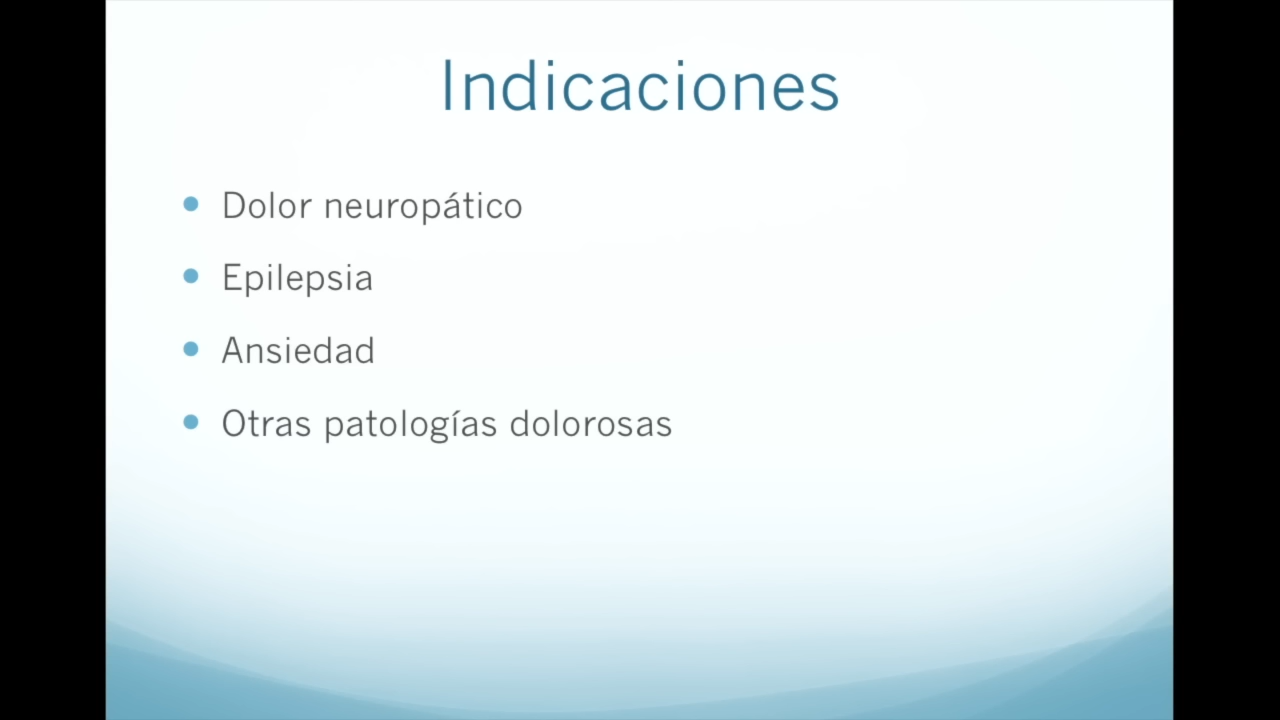 Indicaciones
Dolor neuropático
Epilepsia
Ansiedad
Otras patologías dolorosas